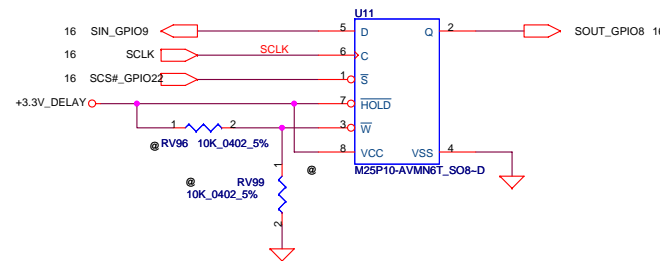 U11
16 SIN_GPIO9 5 D Q 2 SOUT_GPIO8 16
16 SCLK SCLK 6 C
16 SCS#_GPIO22 1 S
+3.3V_DELAY 7 HOLD
1 2 3 W
@ RV96 10K_0402_5%
8 VCC VSS 4
1 @ M25P10-AVMN6T_SO8~D
@ RV99
10K_0402_5%
2